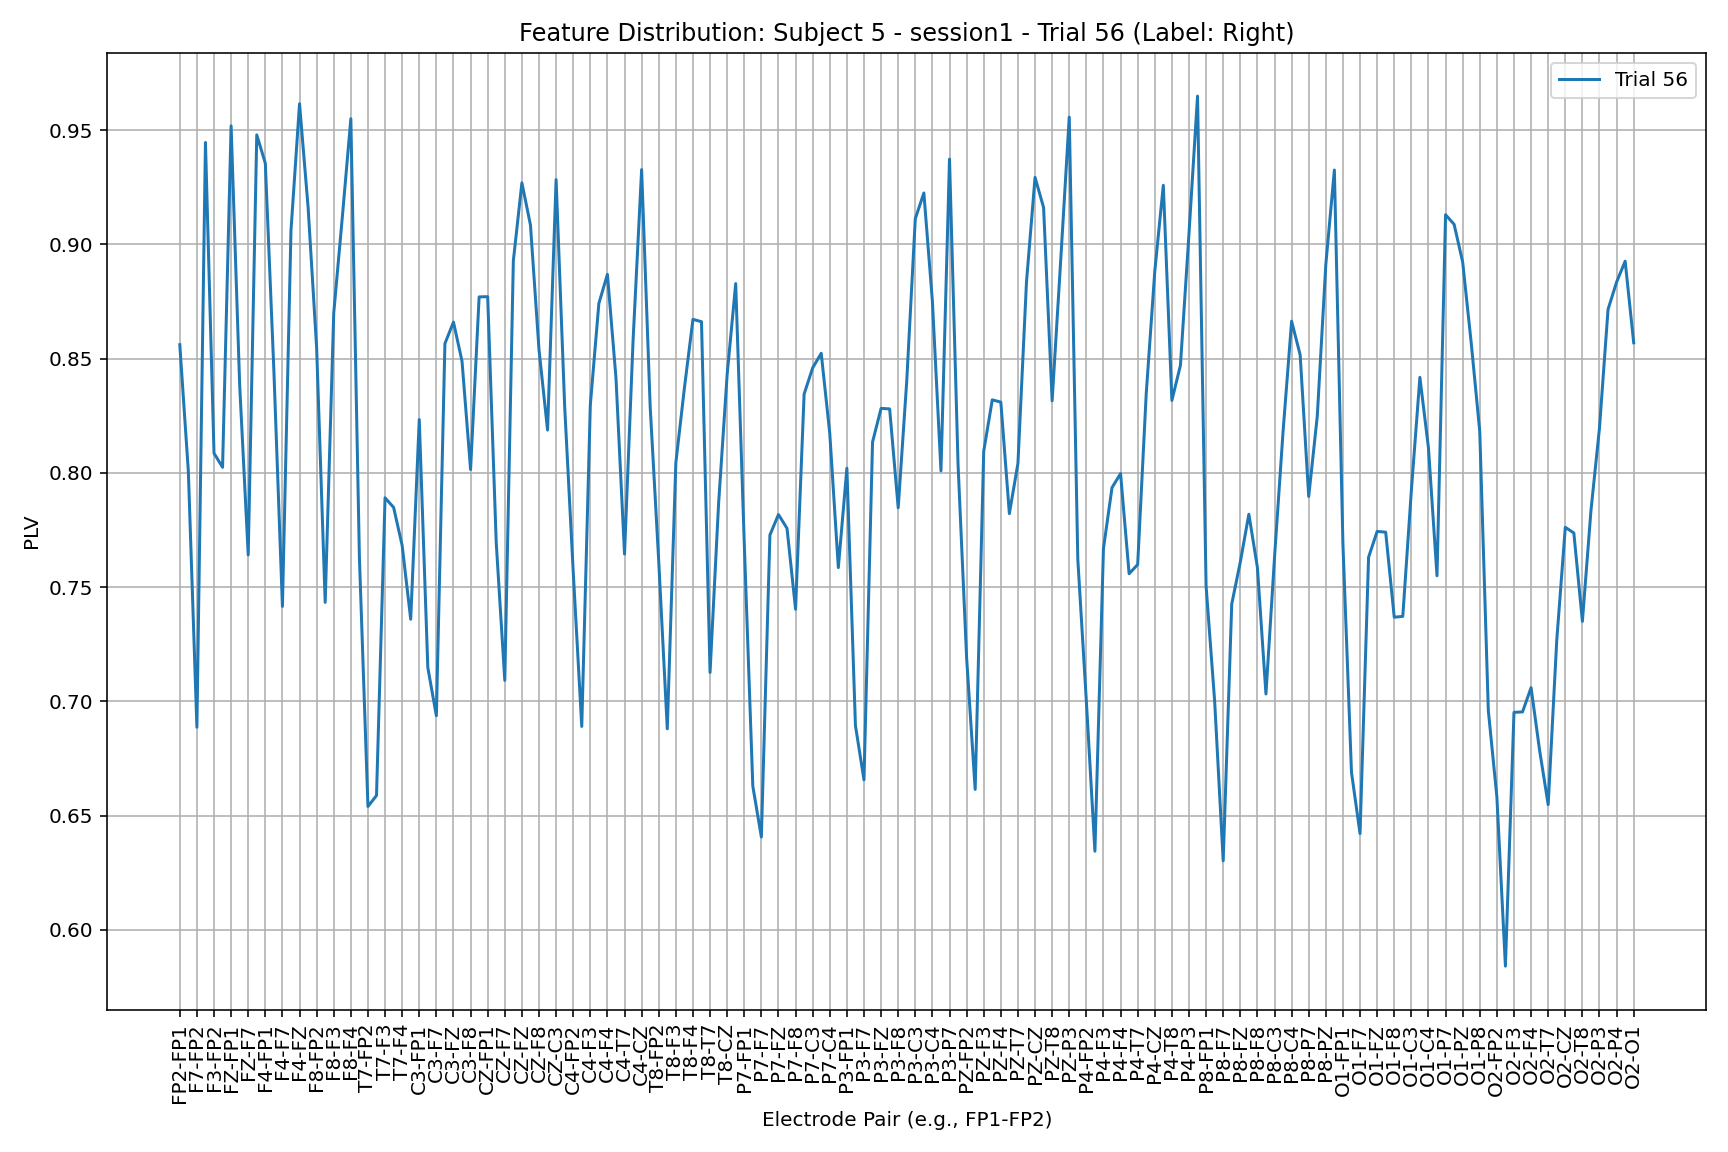 Feature Distribution: Subject 5 - session1 - Trial 56 (Label: Right)
Trial 56
PLV
0.95
0.90
0.85
0.80
0.75
0.70
0.65
0.60
FP2-FP1
F7-FP2
F3-FP2
FZ-FP1
FZ-F7
F4-FP1
F4-F7
F4-FZ
F8-FP2
F8-F3
F8-F4
T7-FP2
T7-F3
T7-F4
C3-FP1
C3-F7
C3-FZ
C3-F8
CZ-FP1
CZ-F7
CZ-FZ
CZ-F8
CZ-C3
C4-FP2
C4-F3
C4-F4
C4-T7
C4-CZ
T8-FP2
T8-F3
T8-F4
T8-T7
T8-CZ
P7-FP1
P7-F7
P7-FZ
P7-F8
P7-C3
P7-C4
P3-FP1
P3-F7
P3-FZ
P3-F8
P3-C3
P3-C4
P3-P7
PZ-FP2
PZ-F3
PZ-F4
PZ-T7
PZ-CZ
PZ-T8
PZ-P3
P4-FP2
P4-F3
P4-F4
P4-T7
P4-CZ
P4-T8
P4-P3
P8-FP1
P8-F7
P8-FZ
P8-F8
P8-C3
P8-C4
P8-P7
P8-PZ
O1-FP1
O1-F7
O1-FZ
O1-F8
O1-C3
O1-C4
O1-P7
O1-PZ
O1-P8
O2-FP2
O2-F3
O2-F4
O2-T7
O2-CZ
O2-T8
O2-P3
O2-P4
O2-O1
Electrode Pair (e.g., FP1-FP2)